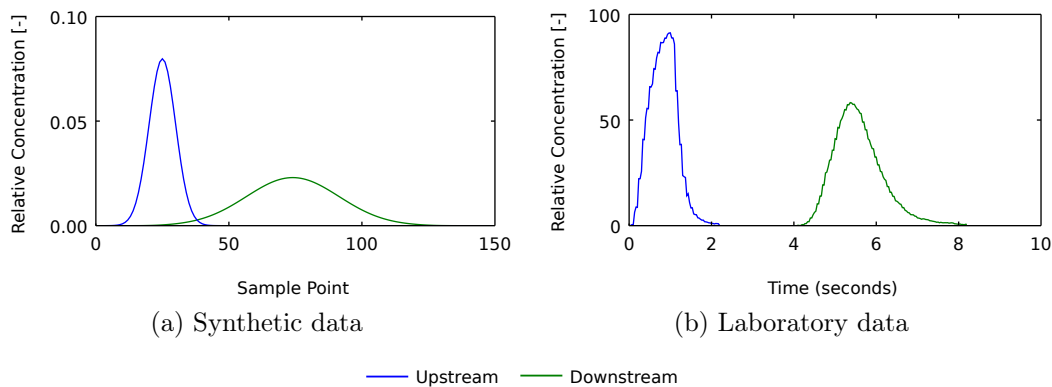 Relative Concentration [-]
0.10
0.05
0.00
0
50
100
150
Sample Point
(a) Synthetic data
Relative Concentration [-]
100
50
0
0
2
4
6
8
10
Time (seconds)
(b) Laboratory data
Upstream
Downstream